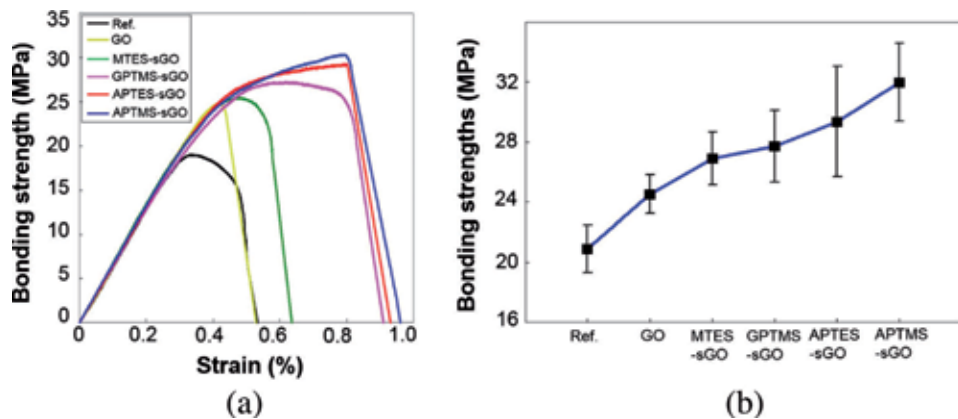 35
30
25
20
15
10
5
0
Bonding strength (MPa)
Ref.
GO
MTES-sGO
GPTMS-sGO
APTES-sGO
APTMS-sGO
0 0.2 0.4 0.6 0.8 1.0
Strain (%)
(a)
32
28
24
20
16
Bonding strengths (MPa)
Ref. GO MTES GPTMS APTES APTMS
-sGO -sGO -sGO -sGO
(b)